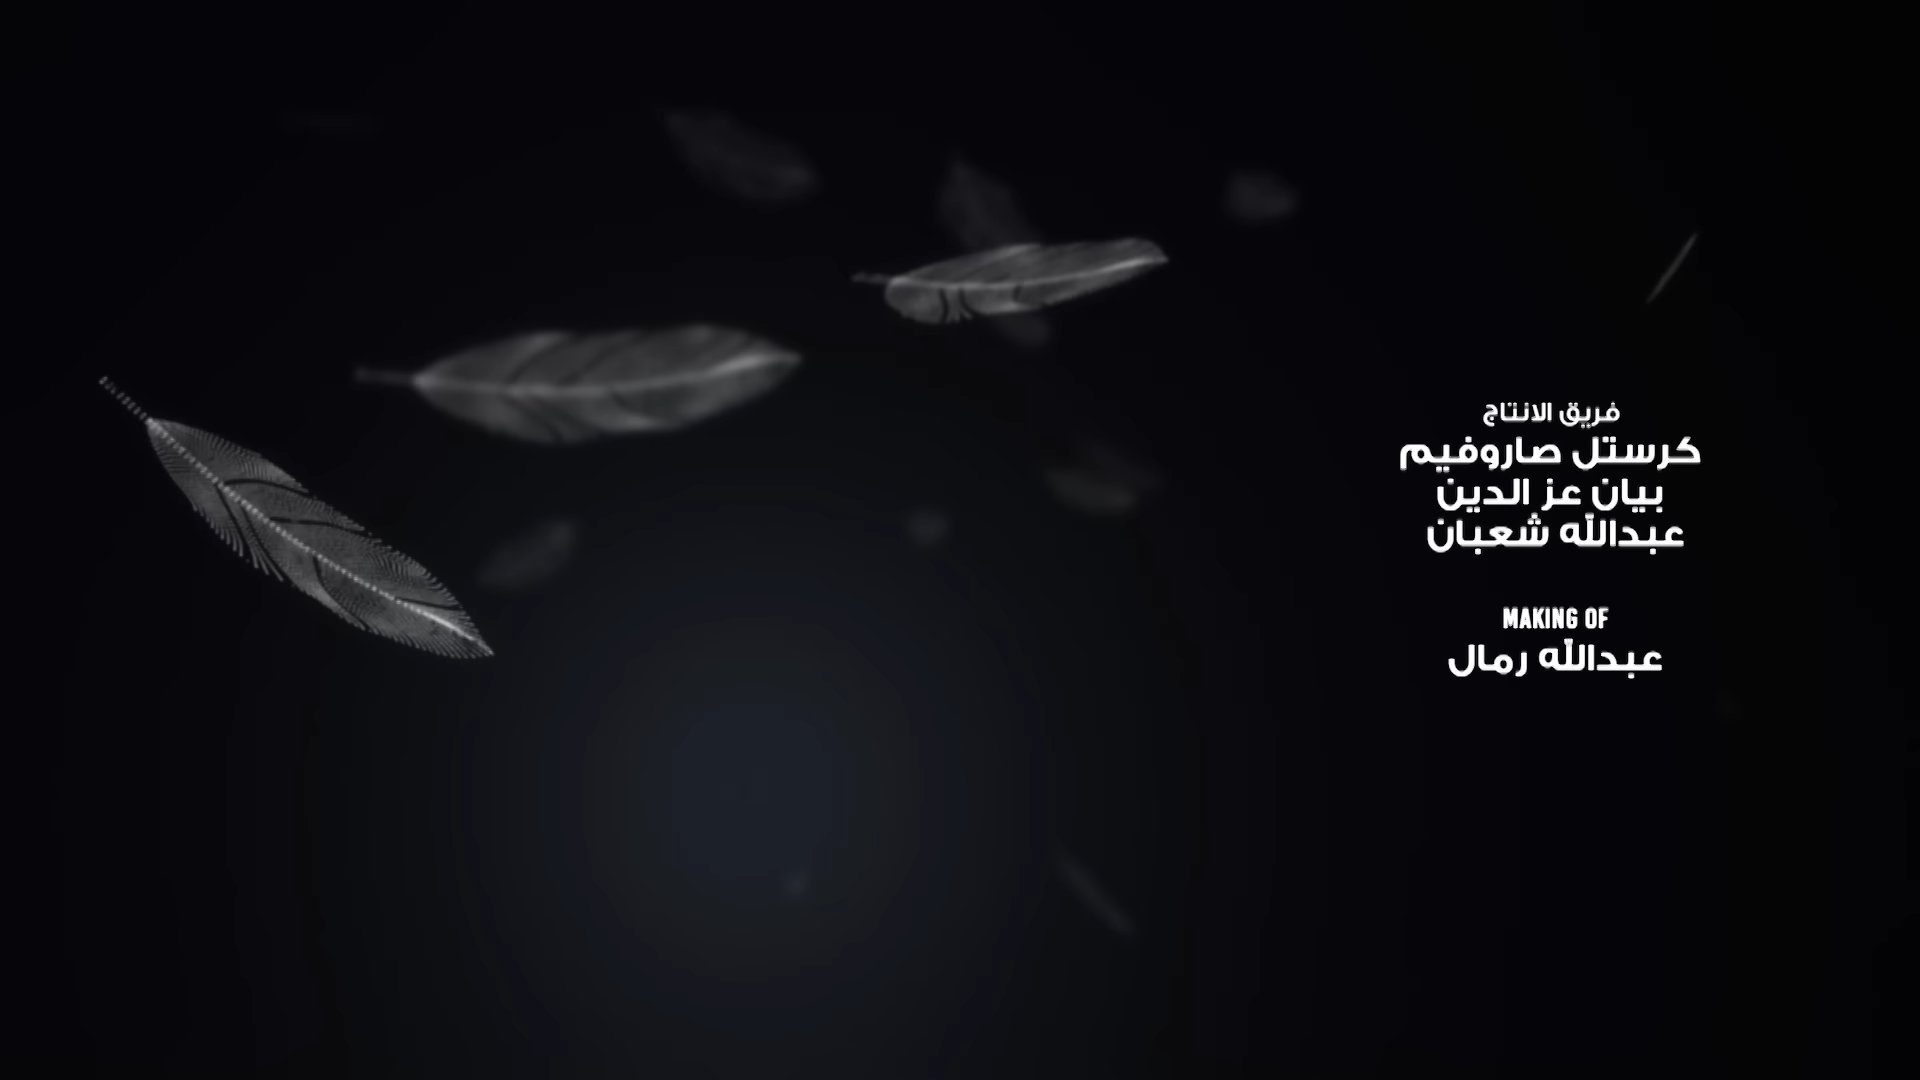 فريق الانتاج
كرستل صاروفيم
بيان عز الدين
عبدالله شعبان
MAKING OF
عبدالله رمال